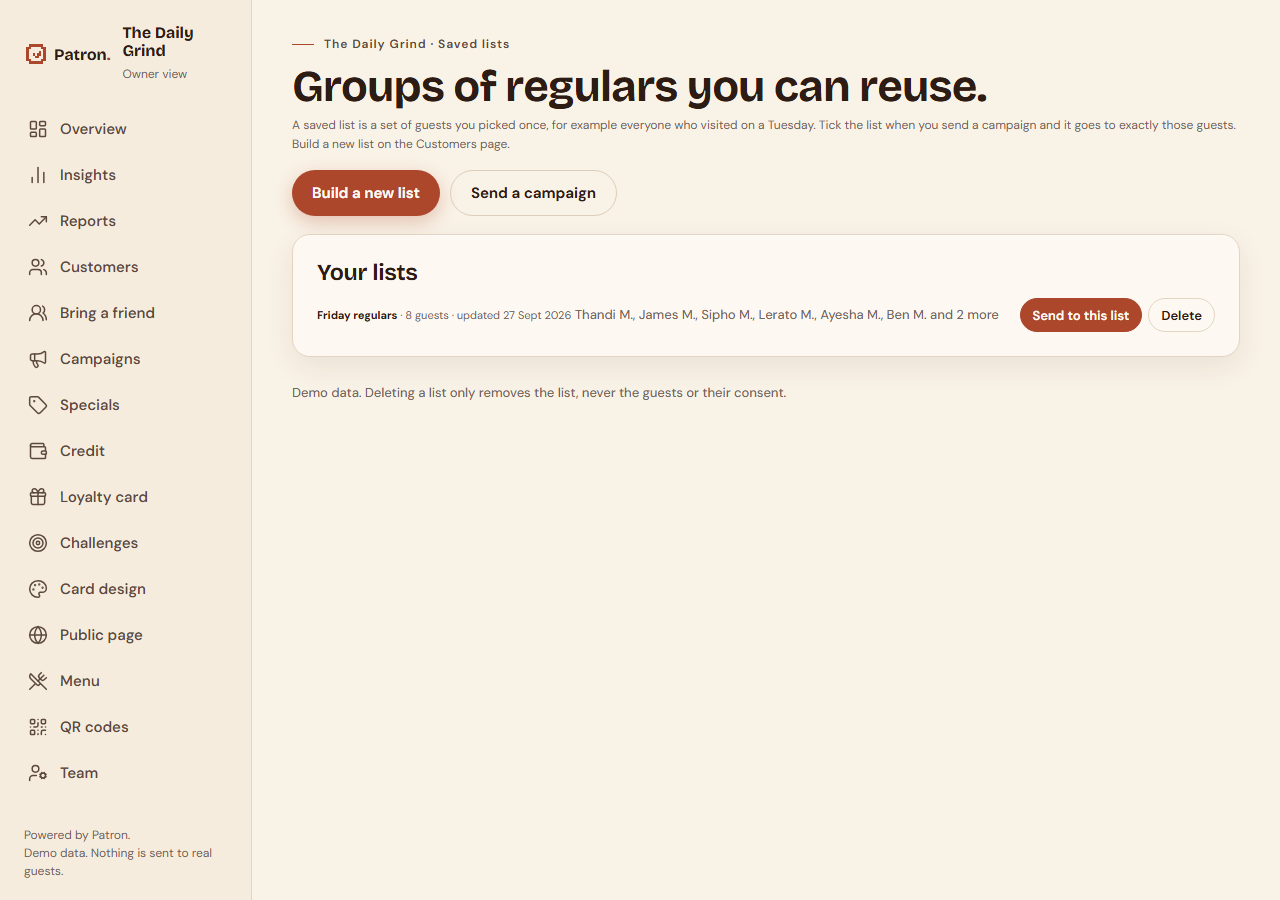 Patron.
The Daily
Grind
Owner view
Overview
Insights
Reports
Customers
Bring a friend
Campaigns
Specials
Credit
Loyalty card
Challenges
Card design
Public page
Menu
QR codes
Team
Powered by Patron.
Demo data. Nothing is sent to real
guests.
The Daily Grind · Saved lists
Groups of regulars you can reuse.
A saved list is a set of guests you picked once, for example everyone who visited on a Tuesday. Tick the list when you send a campaign and it goes to exactly those guests.
Build a new list on the Customers page.
Build a new list
Send a campaign
Your lists
Friday regulars · 8 guests · updated 27 Sept 2026 Thandi M., James M., Sipho M., Lerato M., Ayesha M., Ben M. and 2 more
Send to this list
Delete
Demo data. Deleting a list only removes the list, never the guests or their consent.